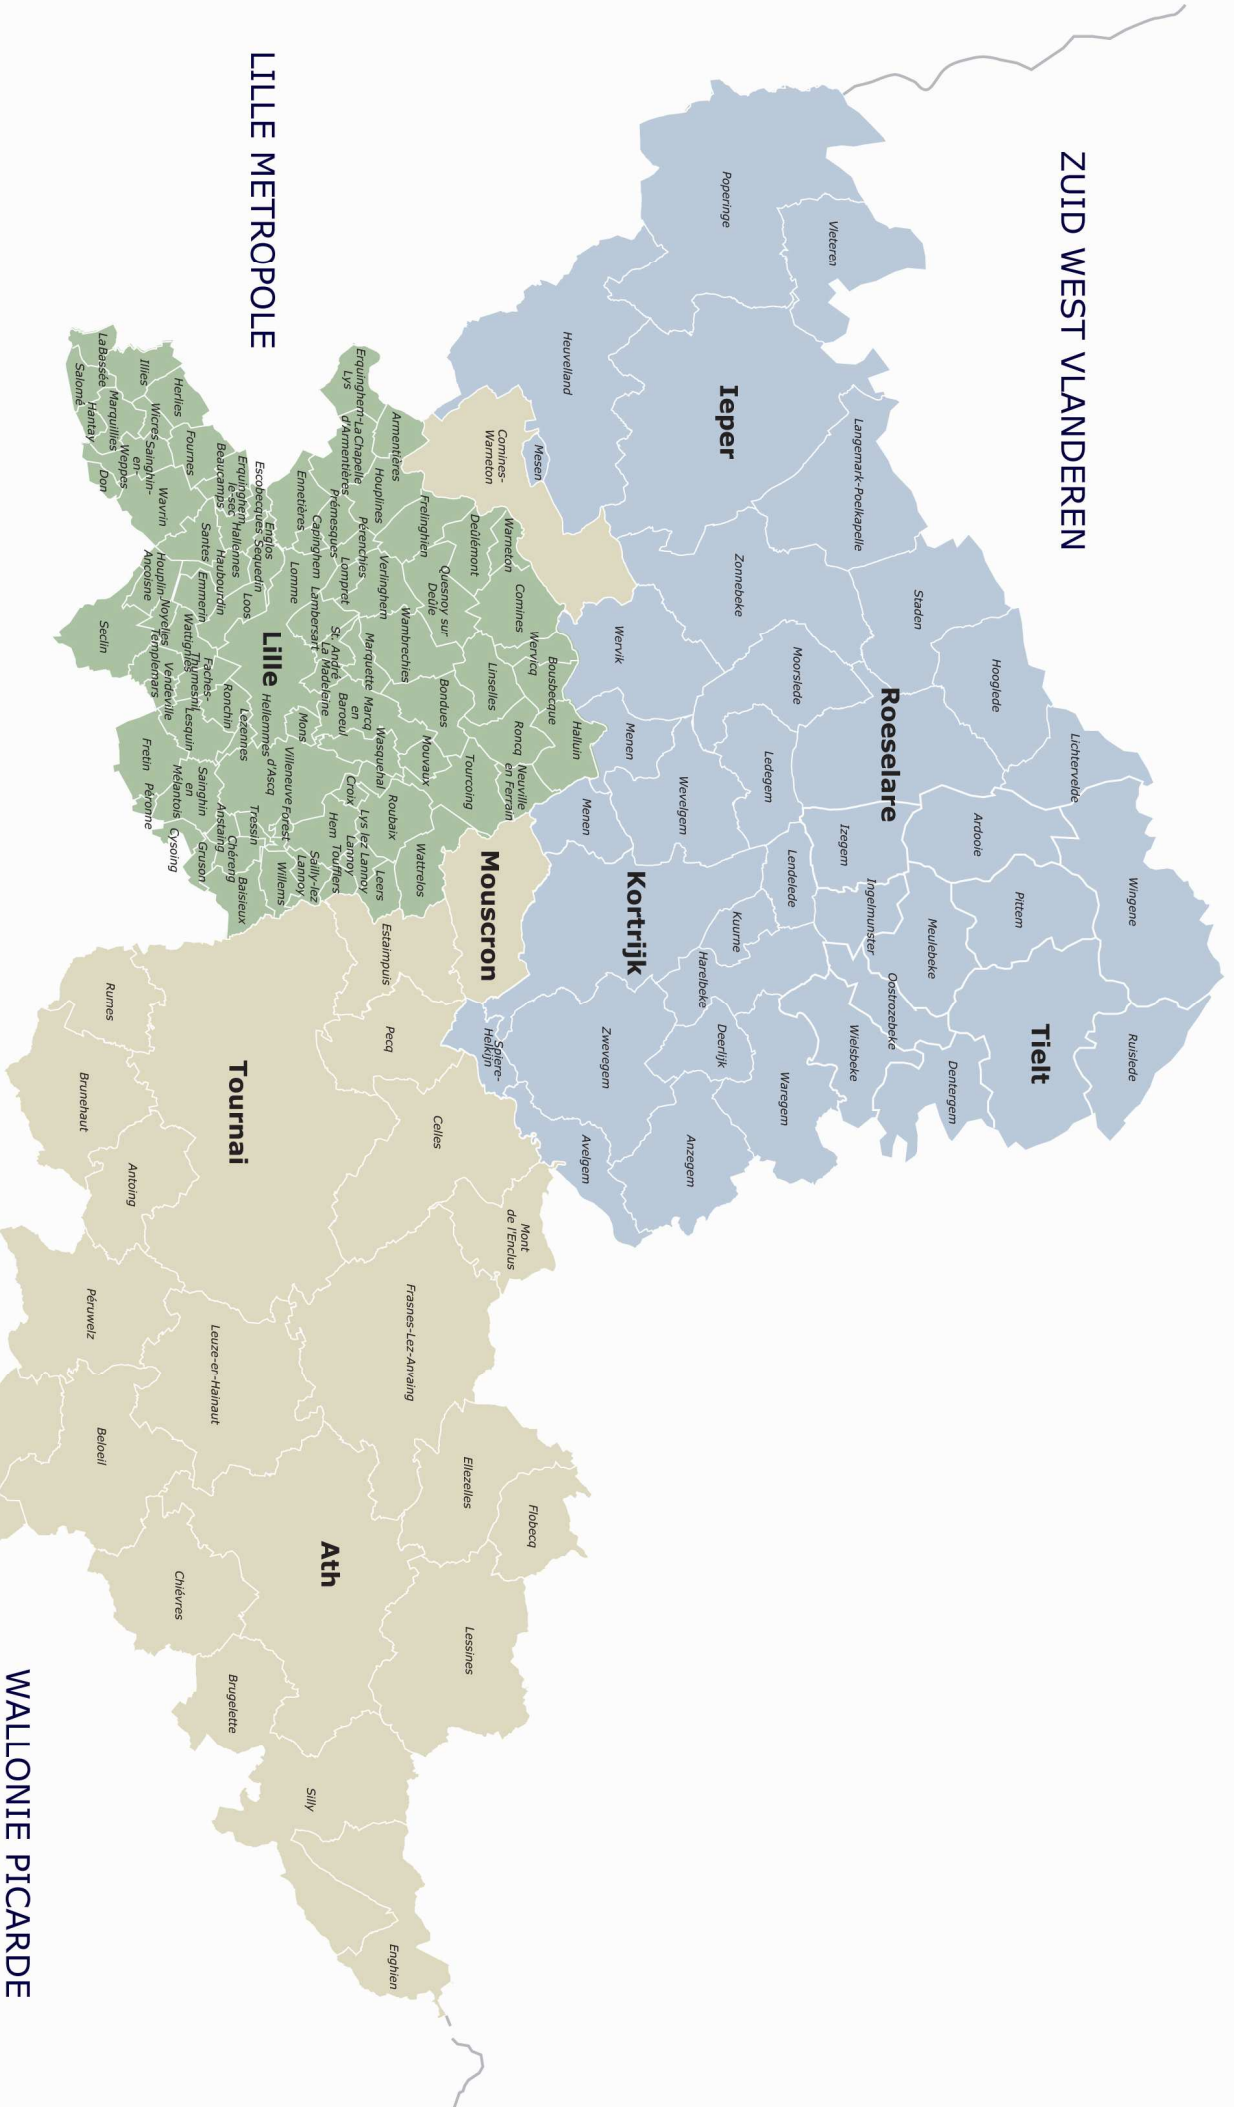 ZUID WEST VLANDEREN
Wingene
Ruislede
Lichtervelde
Tielt
Pittem
Hooglede
Ardooie
Dentergem
Meulebeke
Staden
Roeselare
Oostrozebeke
Ingelmunster
Langemark-Poelkapelle
Izegem
Wielsbeke
Vleteren
Moorslede
Lendelede
Waregem
Ledegem
Zonnebeke
Kuurne
Poperinge
Ieper
Deerlijk
Harelbeke
Anzegem
Wevelgem
Kortrijk
Menen
Wervik
Zwevegem
Menen
Avelgem
Heuvelland
Mesen
Spiere-
Helkijn
Comines-
Warneton
Mouscron
Halluin
Bousbecque
Wervicq
Comines
Roncq
Neuville
en Ferrain
Warneton
Linselles
Deûlémont
Tourcoing
Quesnoy sur
Deûle
Bondues
Frelinghien
Mouvaux
Wattrelos
Wambrechies
Armentières
Roubaix
Houplines
Verlinghem
Wasquehal
Leers
Marquette
Marcq
en
Baroeul
Croix
Lys lez Lannoy
Lannoy
Erquinghem-
Lys
La Chapelle
d'Armentières
Pérenchies
Lompret
St. André
La Madeleine
Prémesques
Hem
Toufflers
Capinghem
Lambersart
Sailly-lez
Lannoy
Ennetières
Lomme
Mons
Villeneuve
d'Ascq
Forest
Willems
Lille
Hellemmes
Englos
Escobecques
Sequedin
Tressin
Lezennes
Loos
Baisieux
Erquinghem
le-sec
Hallennes
Chéreng
Anstaing
Ronchin
Beaucamps
Haubourdin
Faches-
Thumesnil
Gruson
Sainghin
en
Mélantois
Santes
Emmerin
Lesquin
Wattignies
Fournes
Herlies
Cysoing
Vendeville
Templemars
Noyelles
Houplin-
Ancoisne
Wavrin
Wicres
Sainghin-
en-
Weppes
Illies
Péronne
Fretin
Marquillies
Don
La Bassée
Hantay
Salomé
Seclin
LILLE METROPOLE
Mont
de l'Enclus
Flobecq
Celles
Ellezelles
Lessines
Estaimpuis
Pecq
Frasnes-Lez-Anvaing
Enghien
Ath
Silly
Tournai
Leuze-er-Hainaut
Brugelette
Chièvres
Antoing
Rumes
Brunehaut
Péruwelz
Beloeil
WALLONIE PICARDE